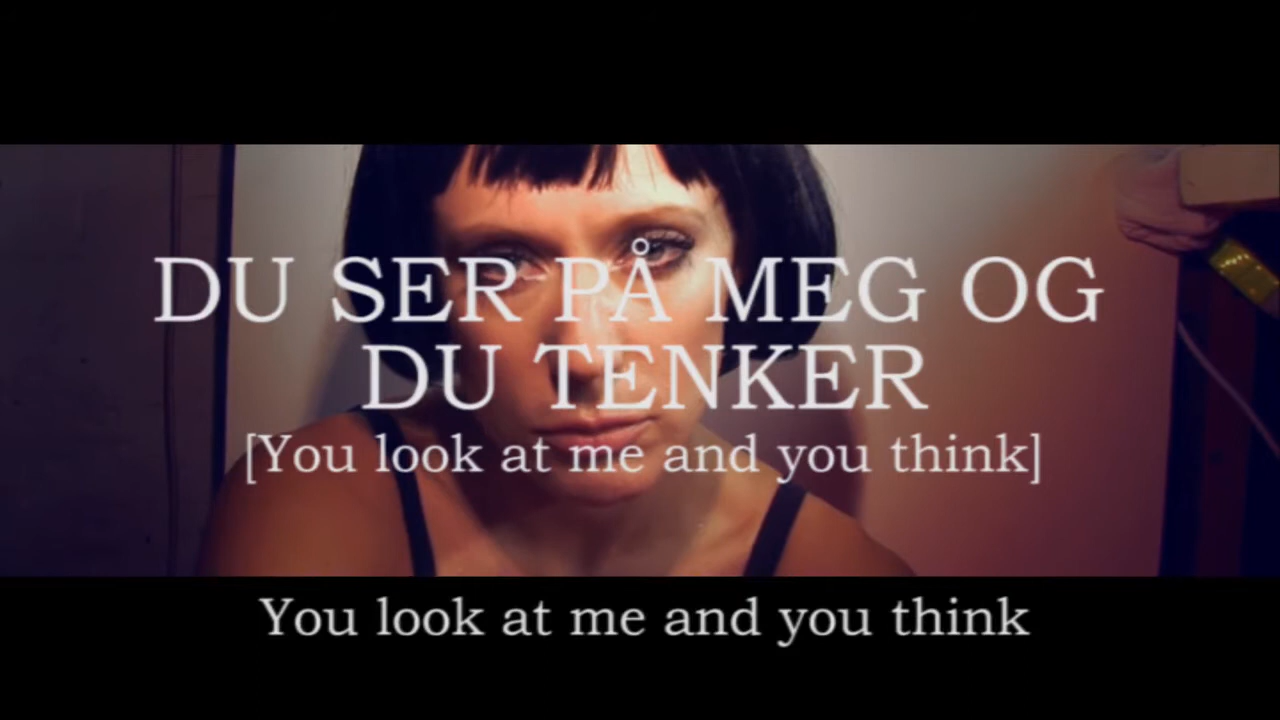 DU SER PÅ MEG OG
DU TENKER
[You look at me and you think]
You look at me and you think